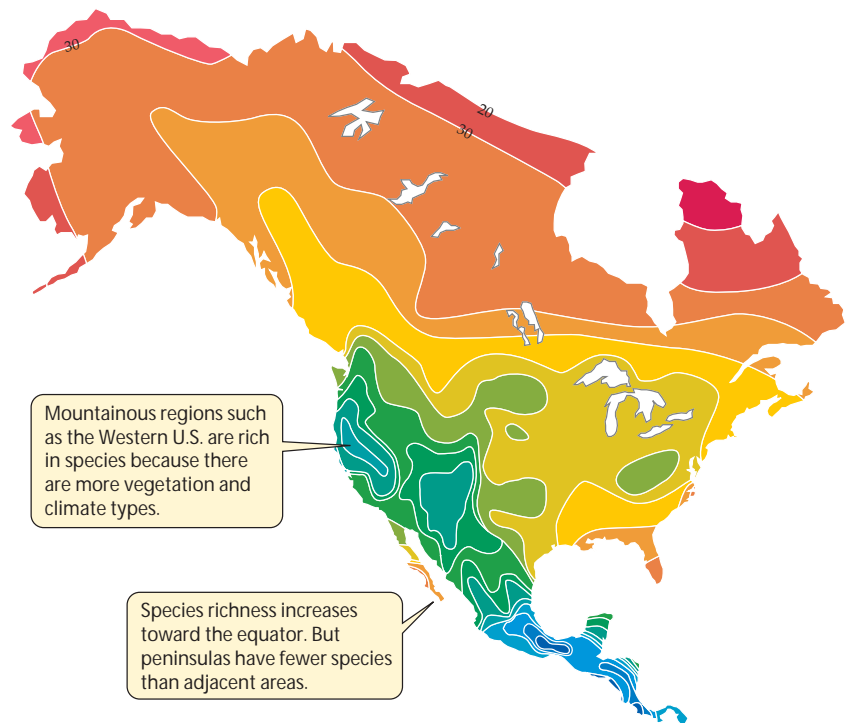 30
20
30
Mountainous regions such
as the Western U.S. are rich
in species because there
are more vegetation and
climate types.
Species richness increases
toward the equator. But
peninsulas have fewer species
than adjacent areas.